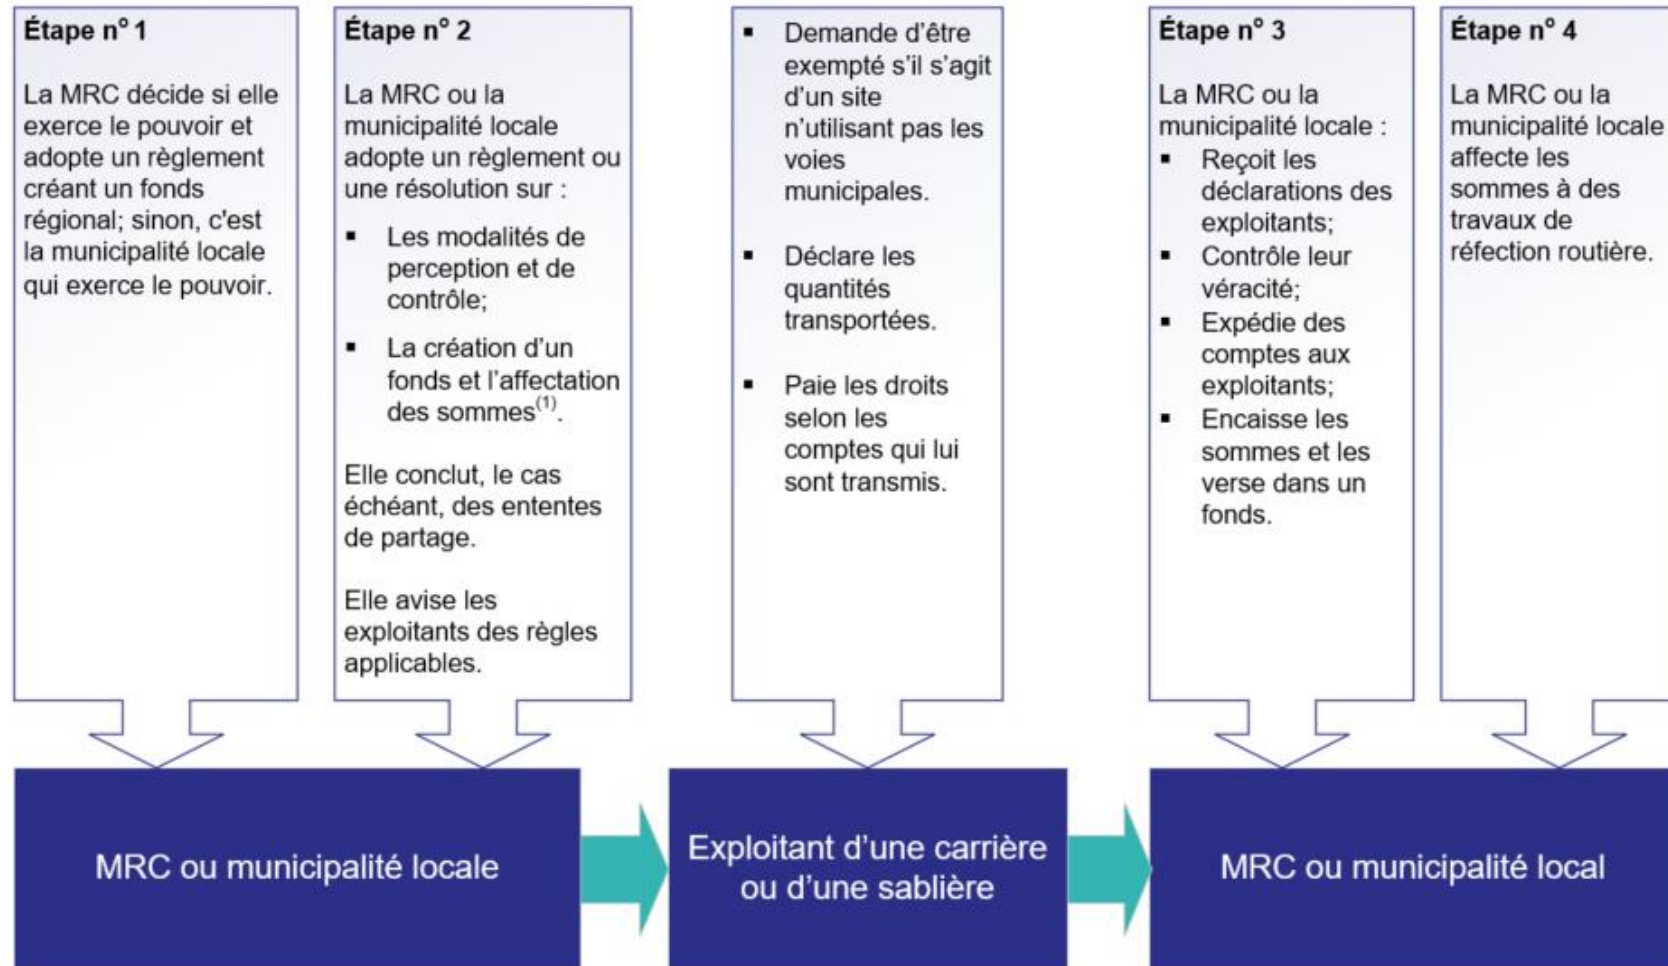 Étape n° 1
La MRC décide si elle
exerce le pouvoir et
adopte un règlement
créant un fonds
régional; sinon, c'est
la municipalité locale
qui exerce le pouvoir.
Étape n° 2
La MRC ou la
municipalité locale
adopte un règlement ou
une résolution sur :
▪ Les modalités de
perception et de
contrôle;
▪ La création d’un
fonds et l’affectation
des sommes(1).
Elle conclut, le cas
échéant, des ententes
de partage.
Elle avise les
exploitants des règles
applicables.
▪ Demande d’être
exempté s’il s’agit
d’un site
n’utilisant pas les
voies
municipales.
▪ Déclare les
quantités
transportées.
▪ Paie les droits
selon les
comptes qui lui
sont transmis.
Étape n° 3
La MRC ou la
municipalité locale :
▪ Reçoit les
déclarations des
exploitants;
▪ Contrôle leur
véracité;
▪ Expédie des
comptes aux
exploitants;
▪ Encaisse les
sommes et les
verse dans un
fonds.
Étape n° 4
La MRC ou la
municipalité locale
affecte les
sommes à des
travaux de
réfection routière.
MRC ou municipalité locale
Exploitant d’une carrière
ou d’une sablière
MRC ou municipalité local